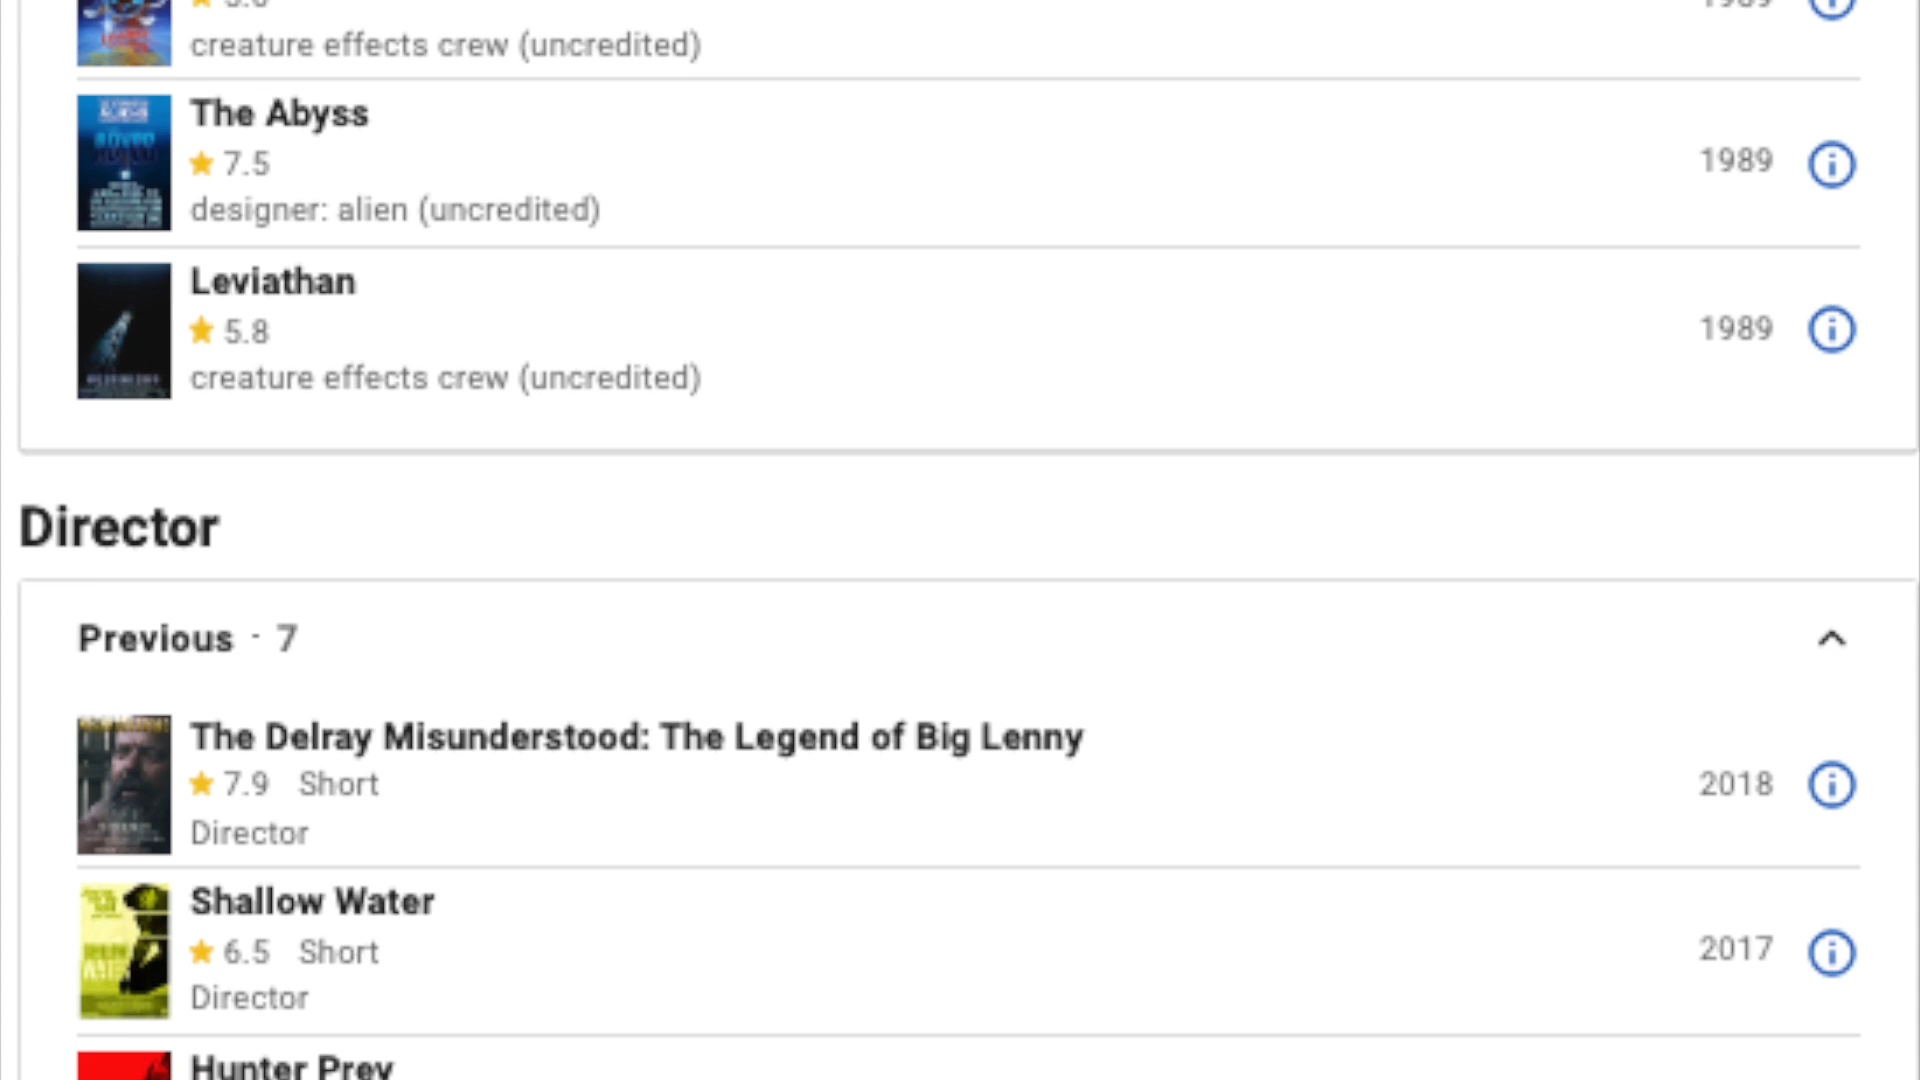 creature effects crew (uncredited)
The Abyss
7.5
1989
designer: alien (uncredited)
Leviathan
5.8
1989
creature effects crew (uncredited)
Director
Previous · 7
The Delray Misunderstood: The Legend of Big Lenny
7.9 Short
2018
Director
Shallow Water
6.5 Short
2017
Director
Hunter Prey